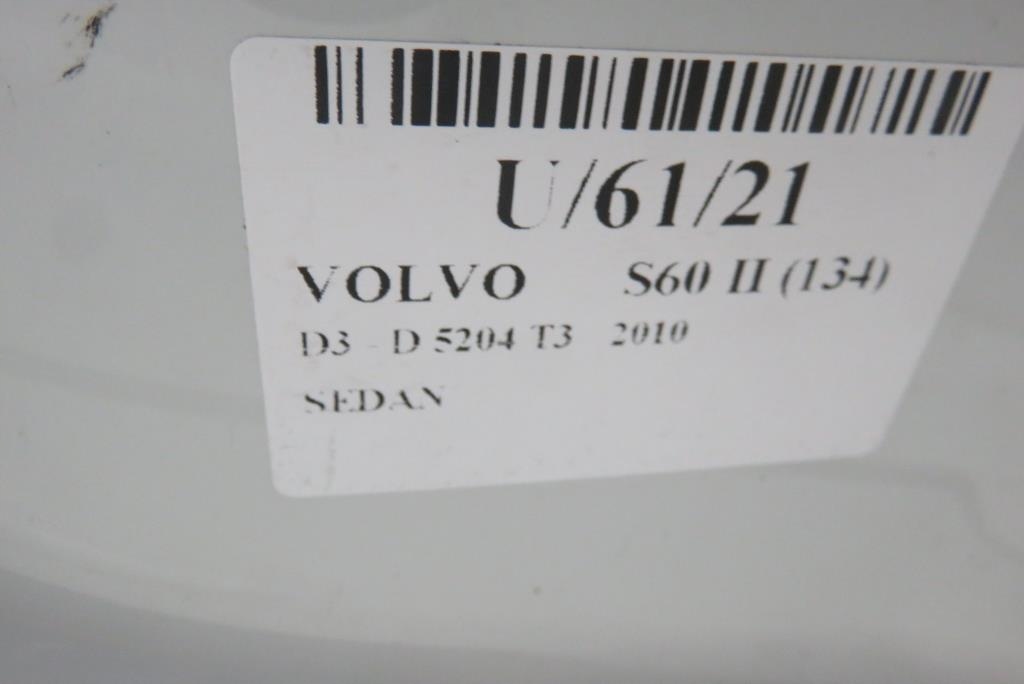 U/61/21
VOLVO S60 II (134)
D3 - D 5204 T3 2010
SEDAN